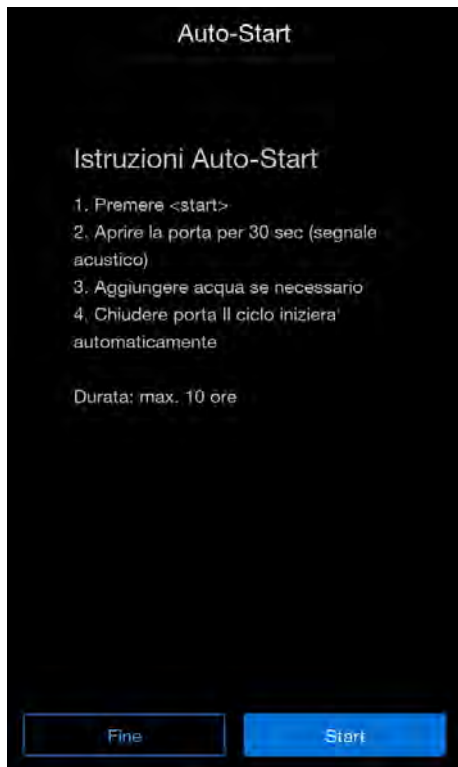 Auto-Start
Istruzioni Auto-Start
1. Premere <start>
2. Aprire la porta per 30 sec (segnale
acustico)
3. Aggiungere acqua se necessario
4. Chiudere porta Il ciclo iniziera'
automaticamente
Durata: max. 10 ore
Fine
Start